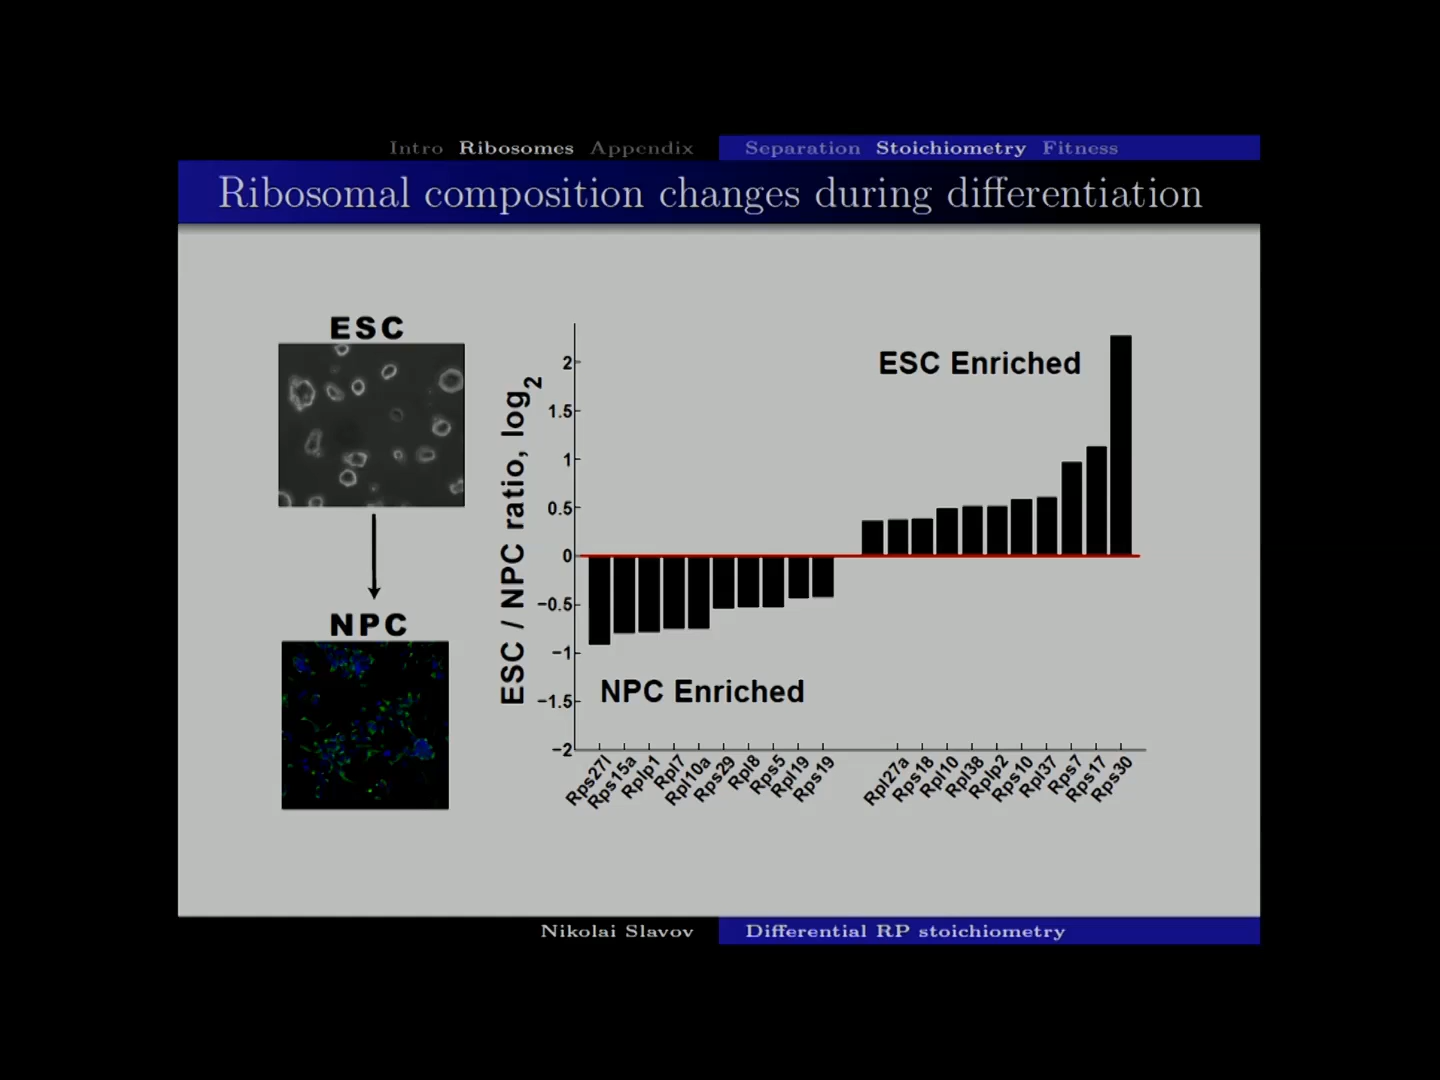 Intro Ribosomes Appendix Separation Stoichiometry Fitness
Ribosomal composition changes during differentiation
ESC
NPC
ESC / NPC ratio, log2
2
1.5
1
0.5
0
−0.5
−1
−1.5
−2
ESC Enriched
NPC Enriched
Rps27l Rps15a Rplp1 Rpl7 Rpl10a Rps29 Rpl8 Rps5 Rpl19 Rps19 Rpl27a Rps18 Rpl10 Rpl38 Rplp2 Rps10 Rpl37 Rps7 Rps17 Rps30
Nikolai Slavov Differential RP stoichiometry